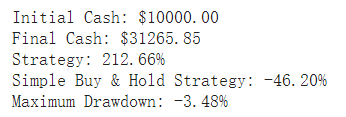 Initial Cash: $10000.00
Final Cash: $31265.85
Strategy: 212.66%
Simple Buy & Hold Strategy: -46.20%
Maximum Drawdown: -3.48%